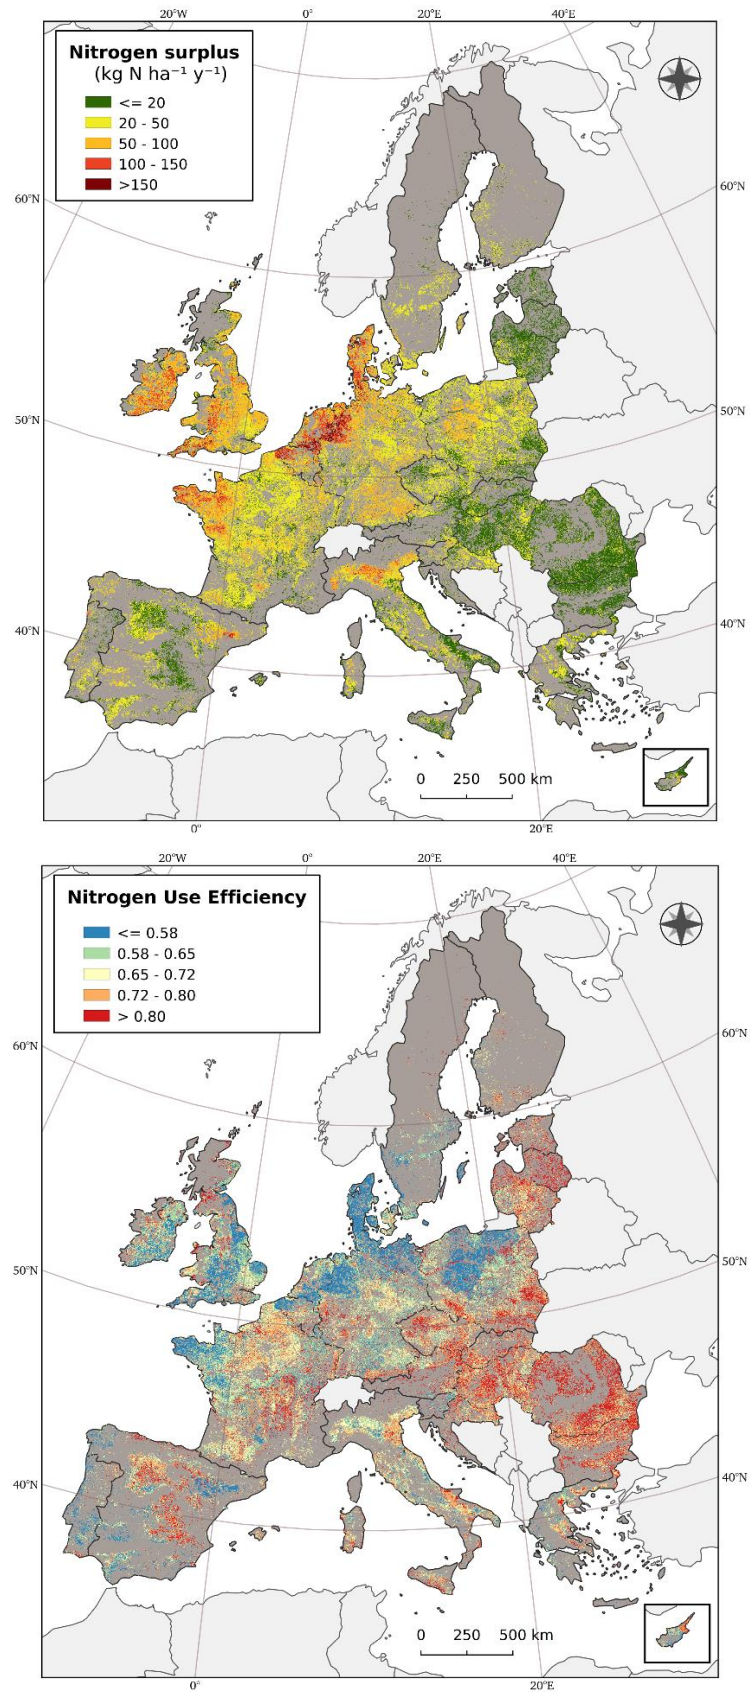 20°W 0° 20°E 40°E
Nitrogen surplus
(kg N ha⁻¹ y⁻¹)
<= 20
20 - 50
50 - 100
100 - 150
>150
60°N 60°N
50°N 50°N
40°N 40°N
0 250 500 km
0° 20°E
20°W 0° 20°E 40°E
Nitrogen Use Efficiency
<= 0.58
0.58 - 0.65
0.65 - 0.72
0.72 - 0.80
> 0.80
60°N 60°N
50°N 50°N
40°N 40°N
0 250 500 km
0° 20°E